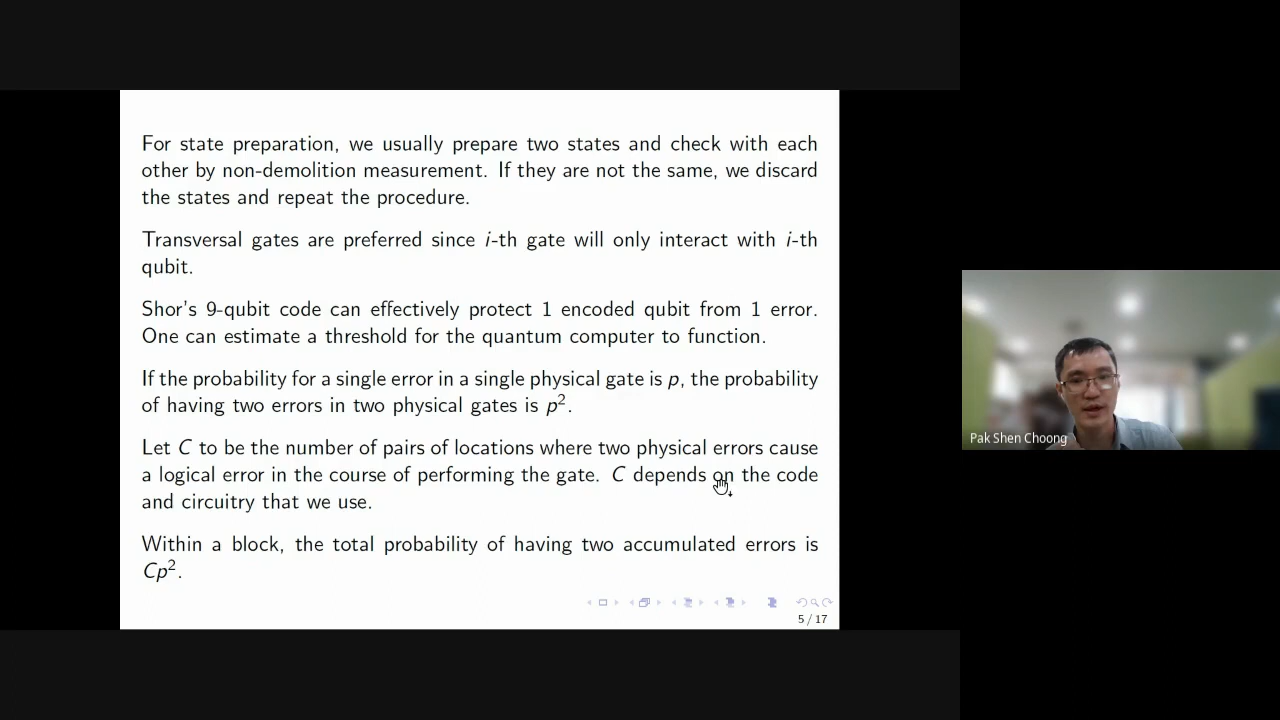 For state preparation, we usually prepare two states and check with each
other by non-demolition measurement. If they are not the same, we discard
the states and repeat the procedure.
Transversal gates are preferred since i-th gate will only interact with i-th
qubit.
Shor's 9-qubit code can effectively protect 1 encoded qubit from 1 error.
One can estimate a threshold for the quantum computer to function.
If the probability for a single error in a single physical gate is p, the probability
of having two errors in two physical gates is p².
Let C to be the number of pairs of locations where two physical errors cause
a logical error in the course of performing the gate. C depends on the code
and circuitry that we use.
Within a block, the total probability of having two accumulated errors is
Cp².
5 / 17
Pak Shen Choong